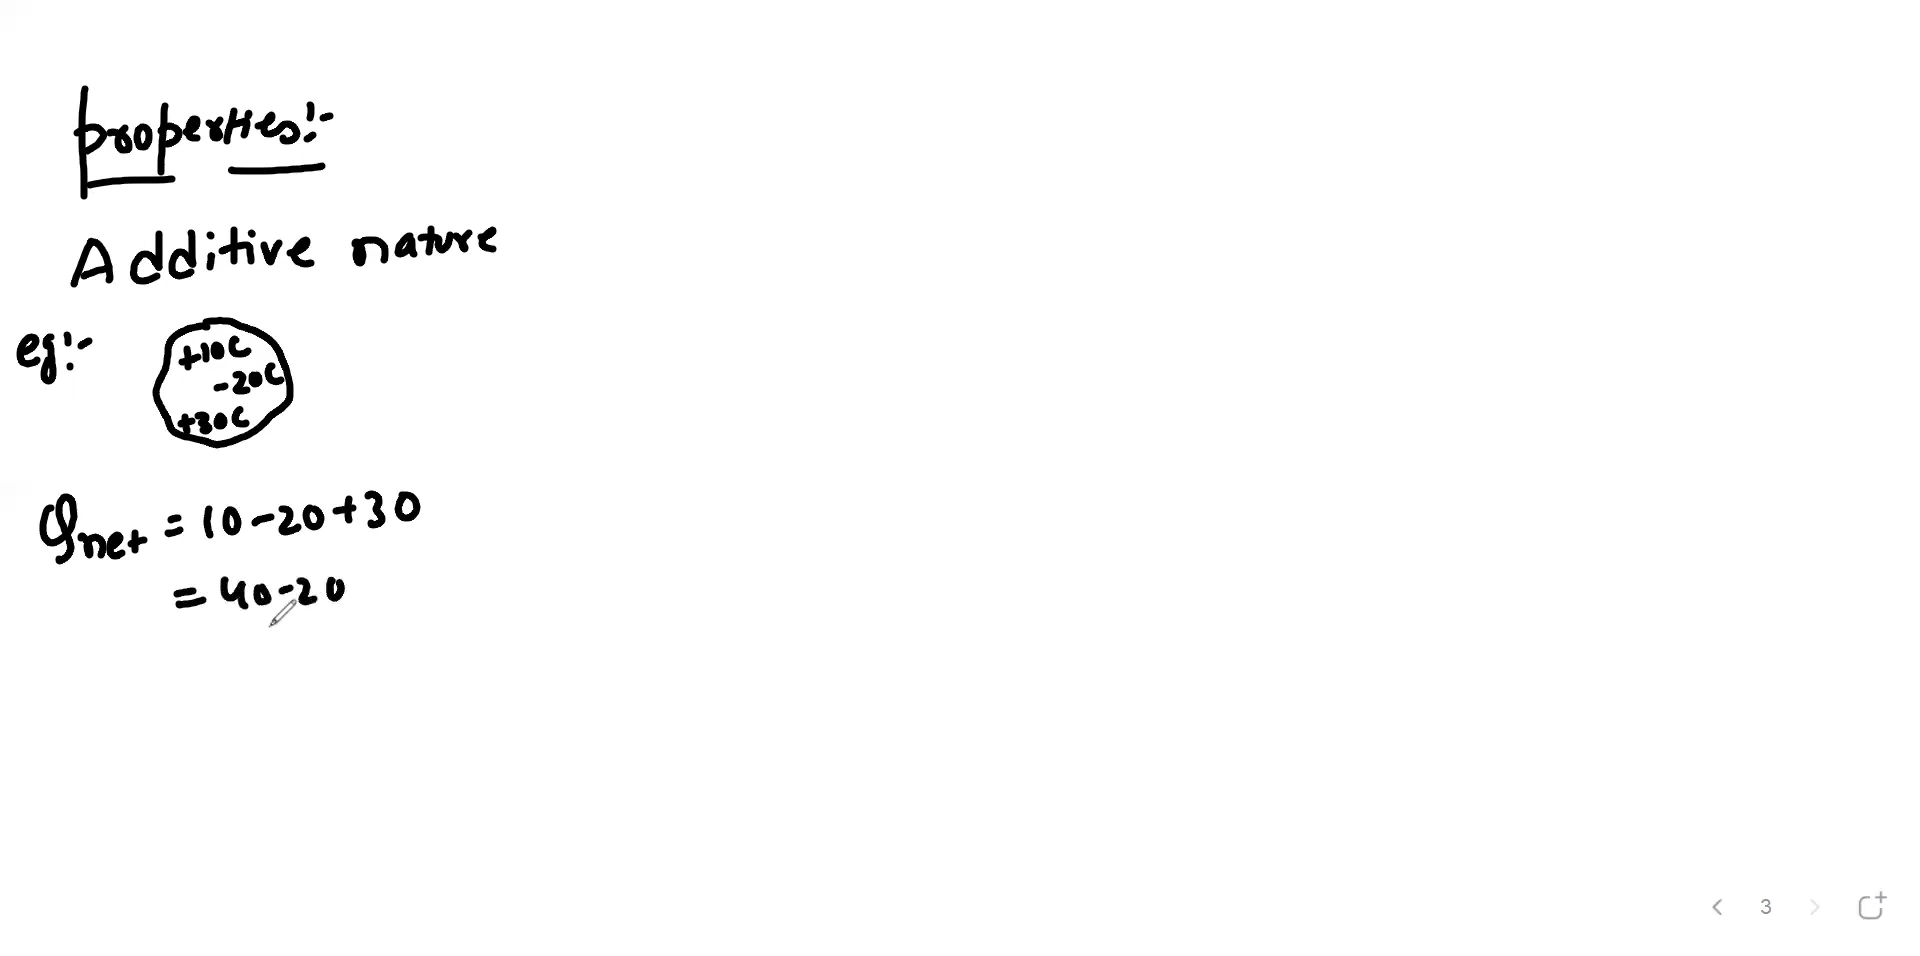 properties:-
Additive nature
eg:-
+10C
-20C
+30C
Qnet = 10-20+30
= 40-20
3